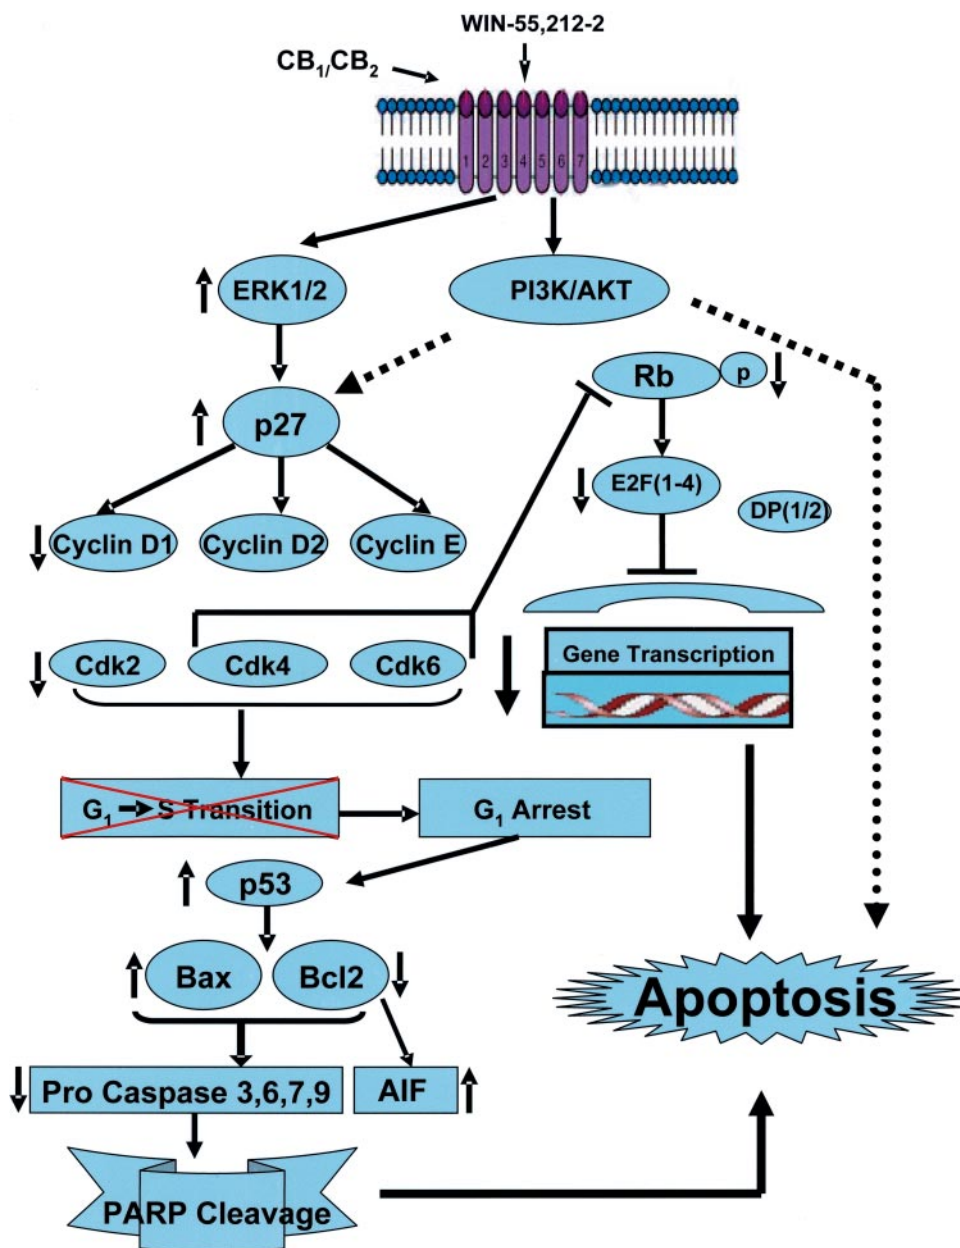 WIN-55,212-2
CB1/CB2
1 2 3 4 5 6 7
ERK1/2
PI3K/AKT
Rb
p
p27
E2F(1-4)
DP(1/2)
Cyclin D1
Cyclin D2
Cyclin E
Cdk2
Cdk4
Cdk6
Gene Transcription
G1 → S Transition
G1 Arrest
p53
Bax
Bcl2
Apoptosis
Pro Caspase 3,6,7,9
AIF
PARP Cleavage